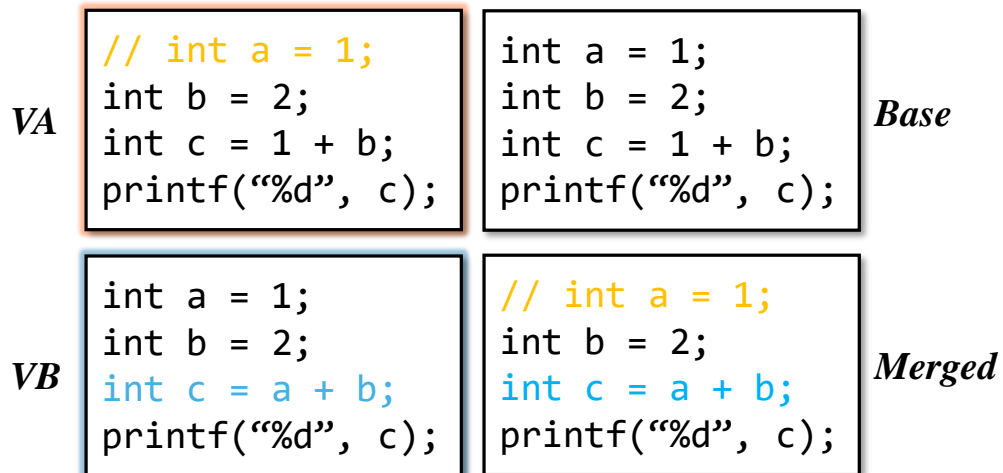 VA
// int a = 1;
int b = 2;
int c = 1 + b;
printf(“%d”, c);
int a = 1;
int b = 2;
int c = 1 + b;
printf(“%d”, c);
Base
VB
int a = 1;
int b = 2;
int c = a + b;
printf(“%d”, c);
// int a = 1;
int b = 2;
int c = a + b;
printf(“%d”, c);
Merged